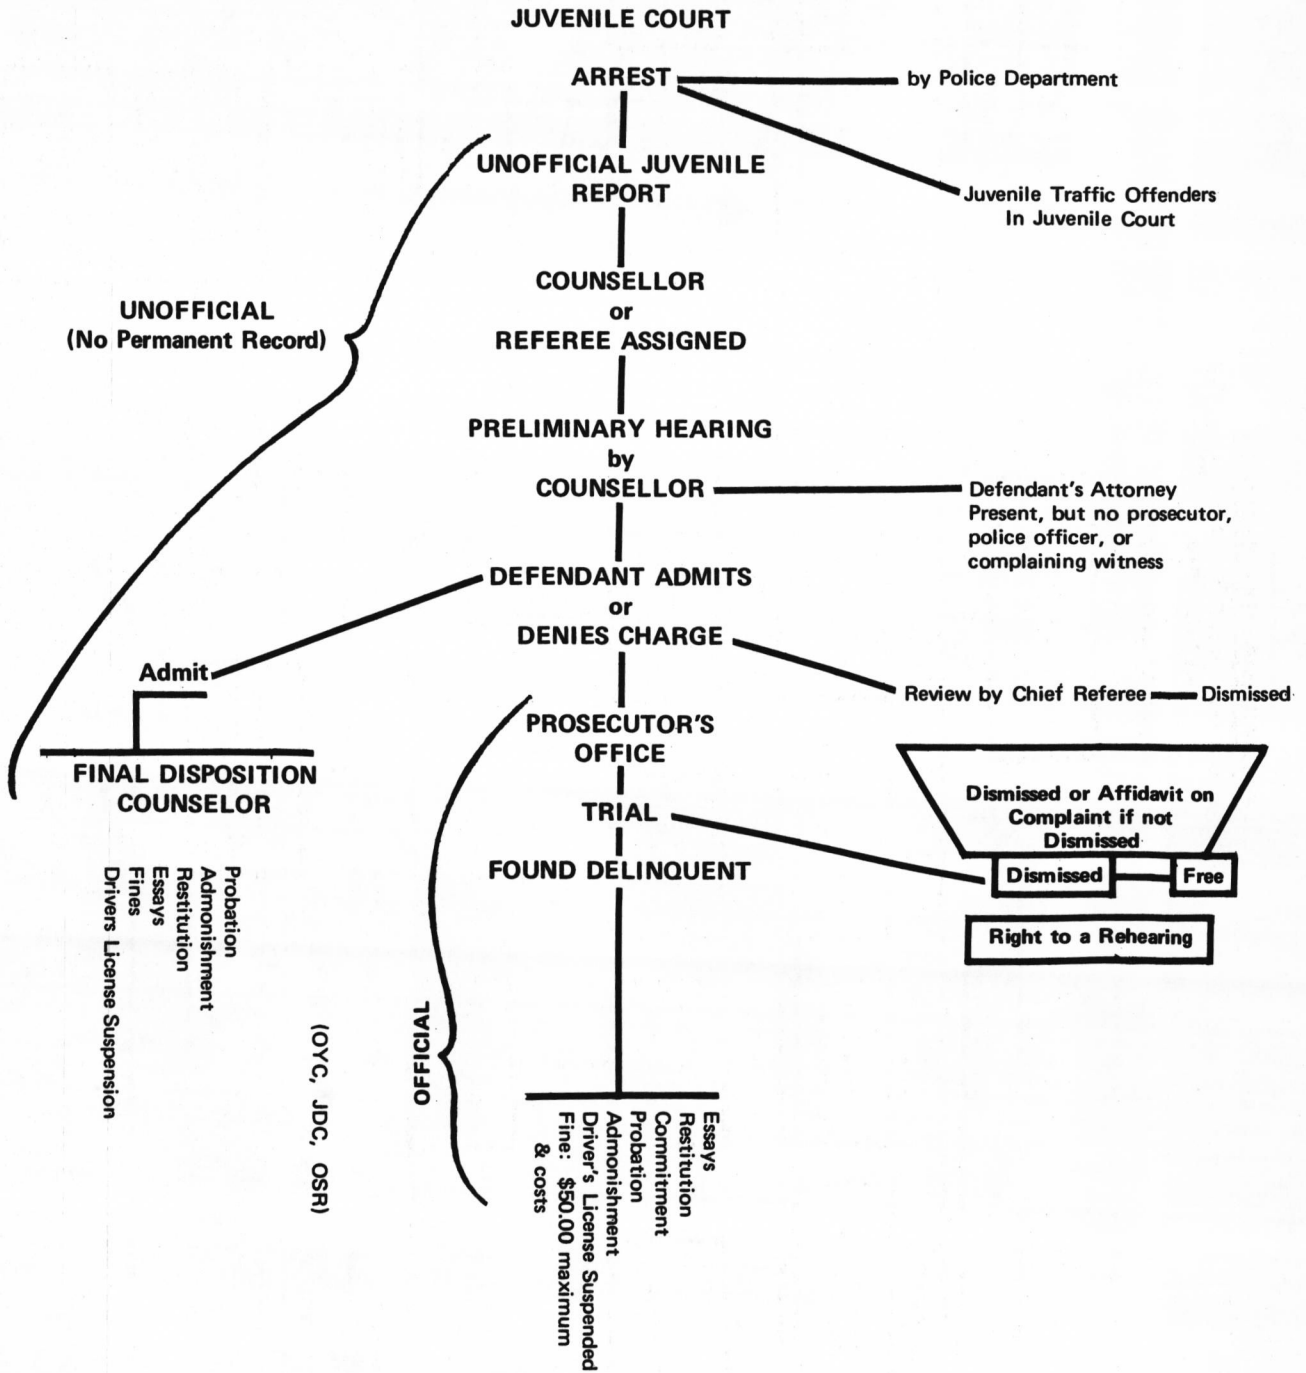 JUVENILE COURT
ARREST
by Police Department
UNOFFICIAL JUVENILE
REPORT
Juvenile Traffic Offenders
In Juvenile Court
COUNSELLOR
or
REFEREE ASSIGNED
UNOFFICIAL
(No Permanent Record)
PRELIMINARY HEARING
by
COUNSELLOR
Defendant's Attorney
Present, but no prosecutor,
police officer, or
complaining witness
DEFENDANT ADMITS
or
DENIES CHARGE
Admit
Review by Chief Referee
Dismissed
PROSECUTOR'S
OFFICE
FINAL DISPOSITION
COUNSELOR
TRIAL
Dismissed or Affidavit on
Complaint if not
Dismissed
FOUND DELINQUENT
Dismissed
Free
Right to a Rehearing
Probation
Admonishment
Restitution
Essays
Fines
Drivers License Suspension
(OYC, JDC, OSR)
OFFICIAL
Essays
Restitution
Commitment
Probation
Admonishment
Driver's License Suspended
Fine: $50.00 maximum
& costs